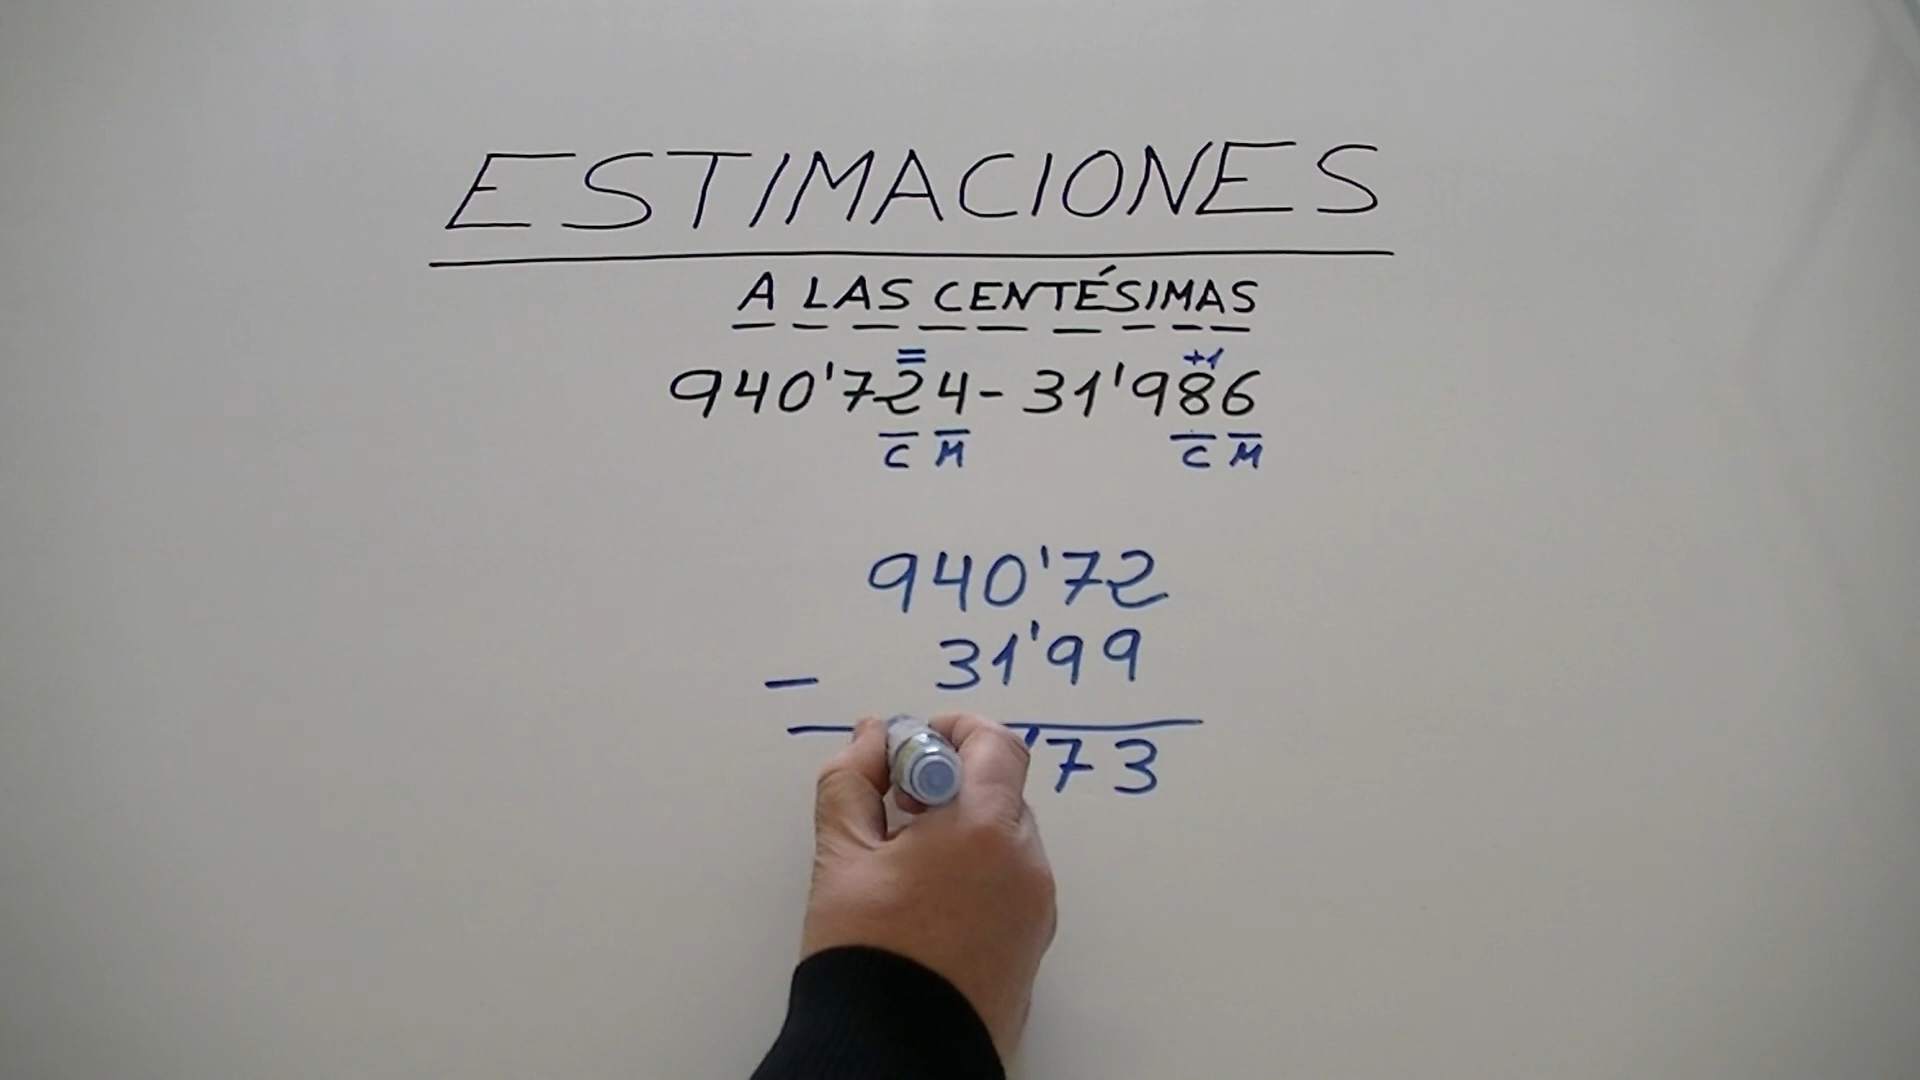 ESTIMACIONES
A LAS CENTÉSIMAS
= +1
940'724-31'986
C M C M
940'72
31'99
-
'73